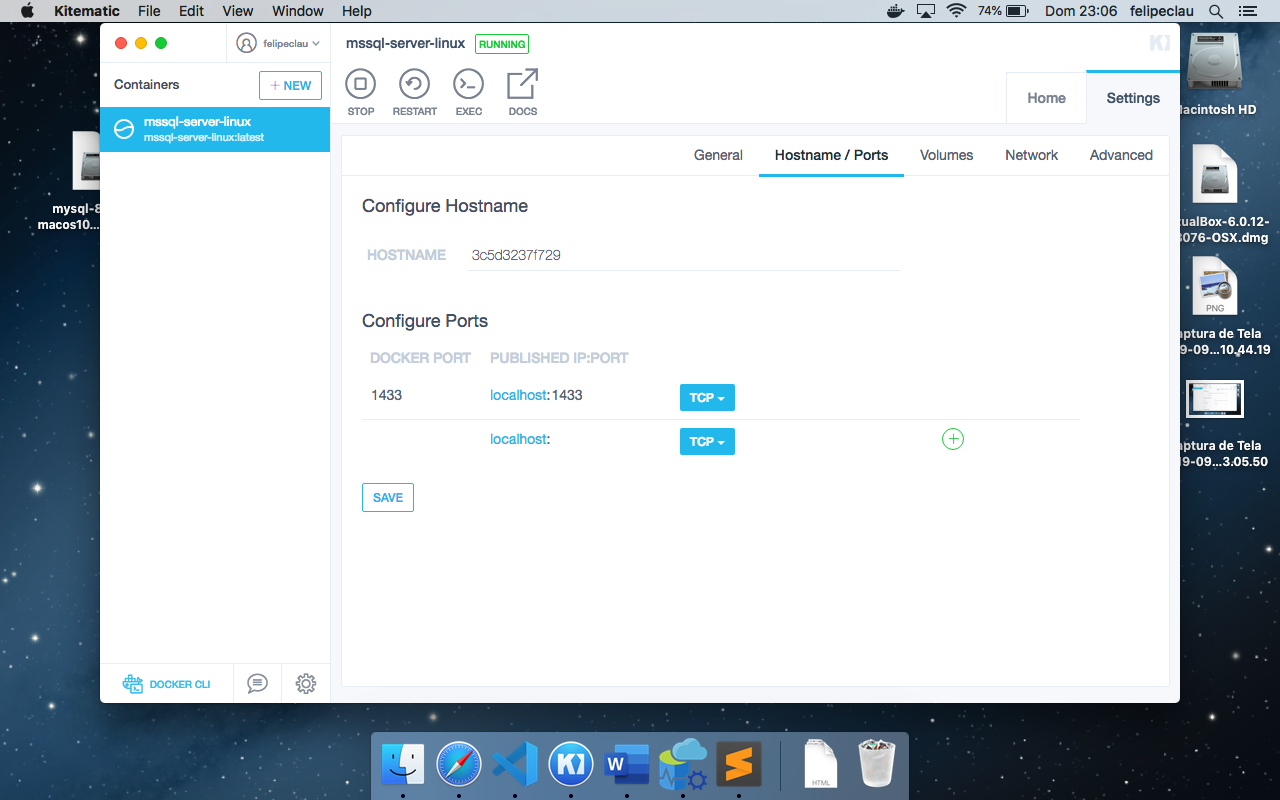 Kitematic File Edit View Window Help 74% Dom 23:06 felipeclau
felipeclau
mssql-server-linux RUNNING
Containers
+ NEW
mssql-server-linux
mssql-server-linux:latest
STOP RESTART EXEC DOCS
Home Settings
General Hostname / Ports Volumes Network Advanced
Configure Hostname
HOSTNAME 3c5d3237f729
Configure Ports
DOCKER PORT PUBLISHED IP:PORT
1433 localhost:1433 TCP
localhost: TCP
SAVE
DOCKER CLI
mysql-8
macos10...
acintosh HD
tualBox-6.0.12-
3076-OSX.dmg
PNG
aptura de Tela
9-09...10.44.19
aptura de Tela
19-09...3.05.50
W
HTML